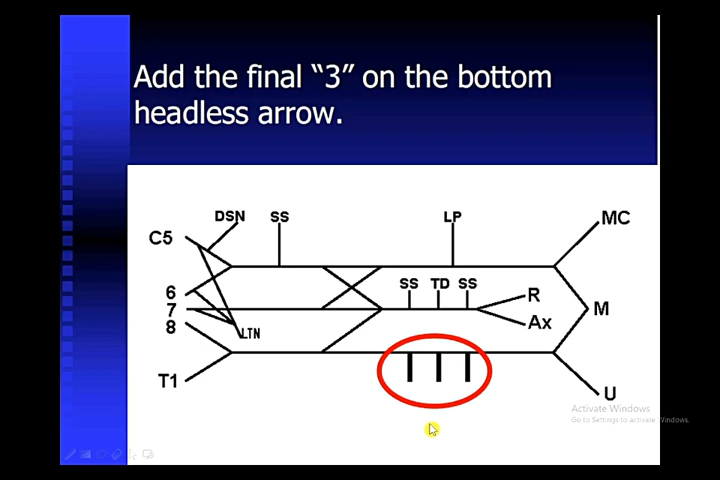 Add the final “3” on the bottom
headless arrow.
DSN SS LP MC
C5
SS TD SS
6 R
7 M
8 LTN Ax
T1 U
Activate Windows
Go to Settings to activate Windows.